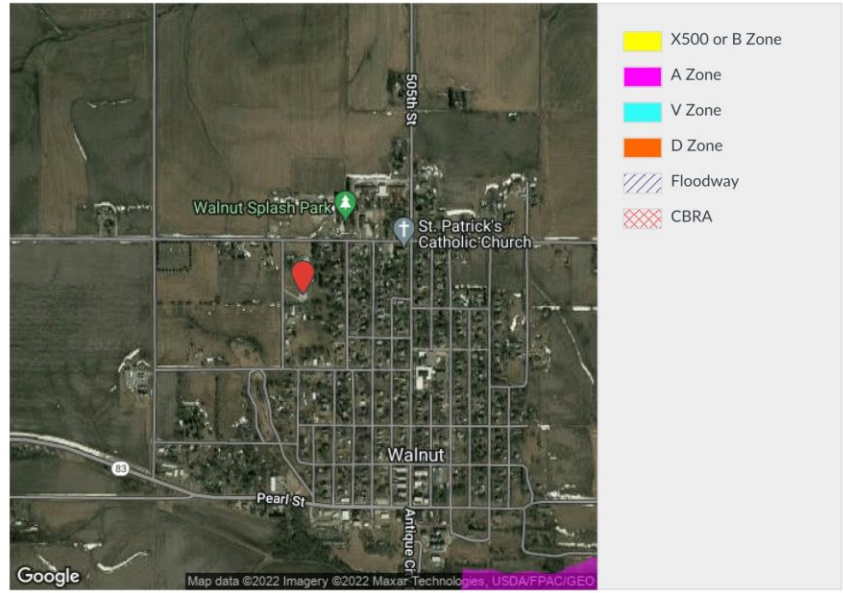 X500 or B Zone
A Zone
V Zone
D Zone
Floodway
CBRA
505th St
Walnut Splash Park
St. Patrick's
Catholic Church
Walnut
83
Pearl St
Antique Ci
Google
Map data ©2022 Imagery ©2022 Maxar Technologies, USDA/FPAC/GEO